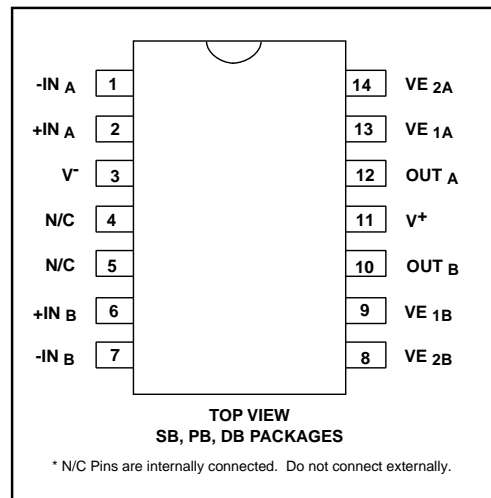 -IN A 1 14 VE 2A
+IN A 2 13 VE 1A
V- 3 12 OUT A
N/C 4 11 V+
N/C 5 10 OUT B
+IN B 6 9 VE 1B
-IN B 7 8 VE 2B
TOP VIEW
SB, PB, DB PACKAGES
* N/C Pins are internally connected. Do not connect externally.